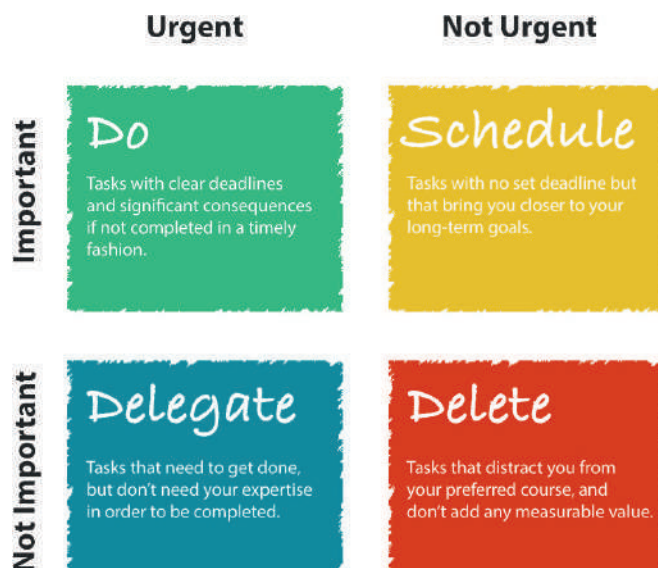 Urgent
Not Urgent
Important
Do
Tasks with clear deadlines
and significant consequences
if not completed in a timely
fashion.
Schedule
Tasks with no set deadline but
that bring you closer to your
long-term goals.
Not Important
Delegate
Tasks that need to get done,
but don't need your expertise
in order to be completed.
Delete
Tasks that distract you from
your preferred course, and
don't add any measurable value.